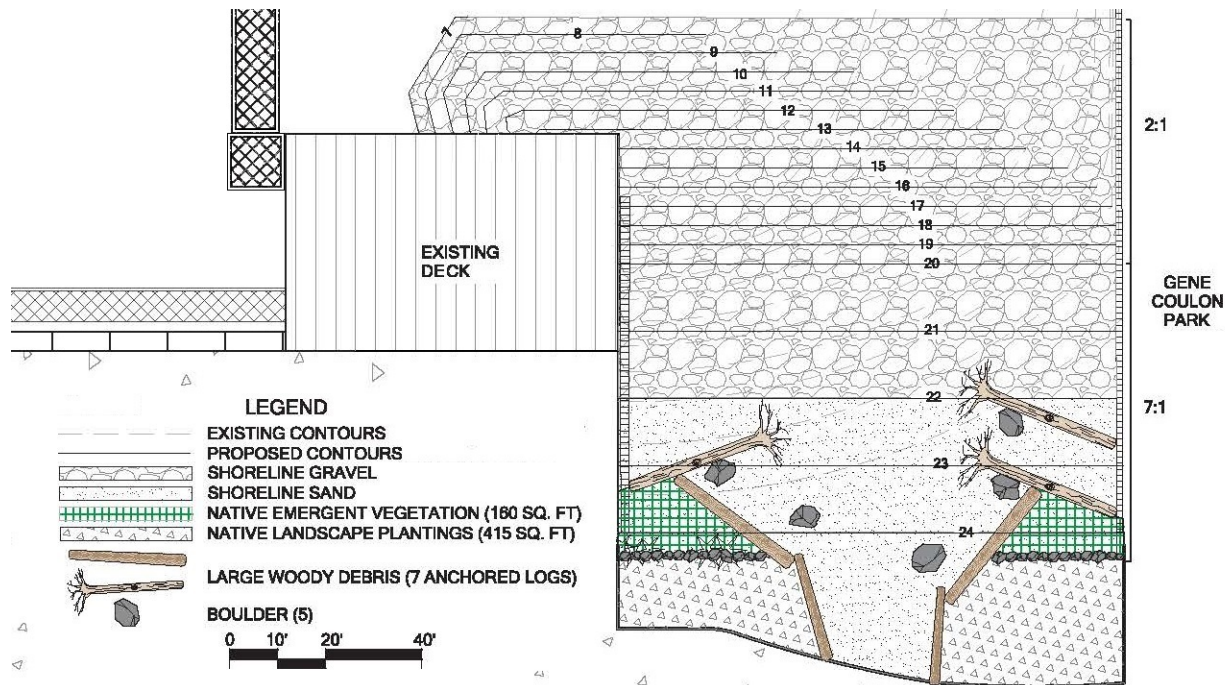 7
8
9
10
11
12
13
14
15
16
17
18
19
20
21
22
23
24
2:1
7:1
EXISTING
DECK
GENE
COULON
PARK
LEGEND
EXISTING CONTOURS
PROPOSED CONTOURS
SHORELINE GRAVEL
SHORELINE SAND
NATIVE EMERGENT VEGETATION (160 SQ. FT)
NATIVE LANDSCAPE PLANTINGS (415 SQ. FT)
LARGE WOODY DEBRIS (7 ANCHORED LOGS)
BOULDER (5)
0 10' 20' 40'